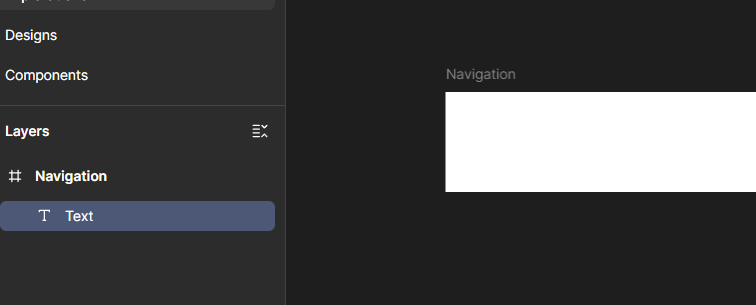 Designs
Components
Layers
Navigation
Text
Navigation